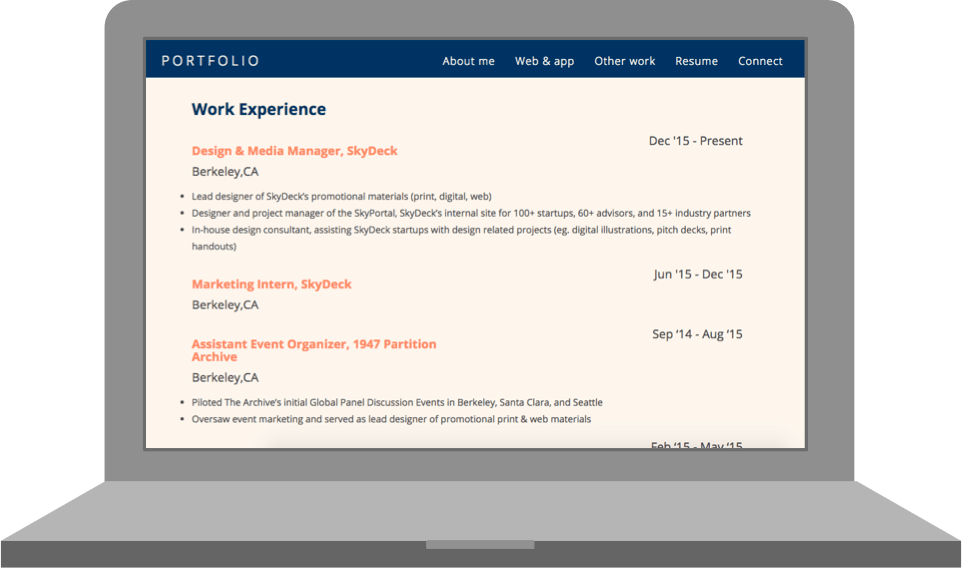 PORTFOLIO About me Web & app Other work Resume Connect
Work Experience
Dec '15 - Present
Design & Media Manager, SkyDeck
Berkeley,CA
• Lead designer of SkyDeck's promotional materials (print, digital, web)
• Designer and project manager of the SkyPortal, SkyDeck's internal site for 100+ startups, 60+ advisors, and 15+ industry partners
• In-house design consultant, assisting SkyDeck startups with design related projects (eg. digital illustrations, pitch decks, print
handouts)
Jun '15 - Dec '15
Marketing Intern, SkyDeck
Berkeley,CA
Sep '14 - Aug '15
Assistant Event Organizer, 1947 Partition
Archive
Berkeley,CA
• Piloted The Archive's initial Global Panel Discussion Events in Berkeley, Santa Clara, and Seattle
• Oversaw event marketing and served as lead designer of promotional print & web materials
Feb '15 - May '15